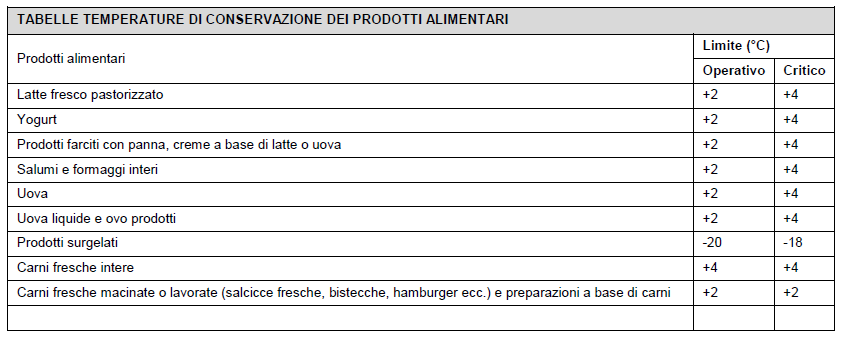 TABELLE TEMPERATURE DI CONSERVAZIONE DEI PRODOTTI ALIMENTARI
Prodotti alimentari
Limite (°C)
Operativo Critico
Latte fresco pastorizzato +2 +4
Yogurt +2 +4
Prodotti farciti con panna, creme a base di latte o uova +2 +4
Salumi e formaggi interi +2 +4
Uova +2 +4
Uova liquide e ovo prodotti +2 +4
Prodotti surgelati -20 -18
Carni fresche intere +4 +4
Carni fresche macinate o lavorate (salcicce fresche, bistecche, hamburger ecc.) e preparazioni a base di carni +2 +2